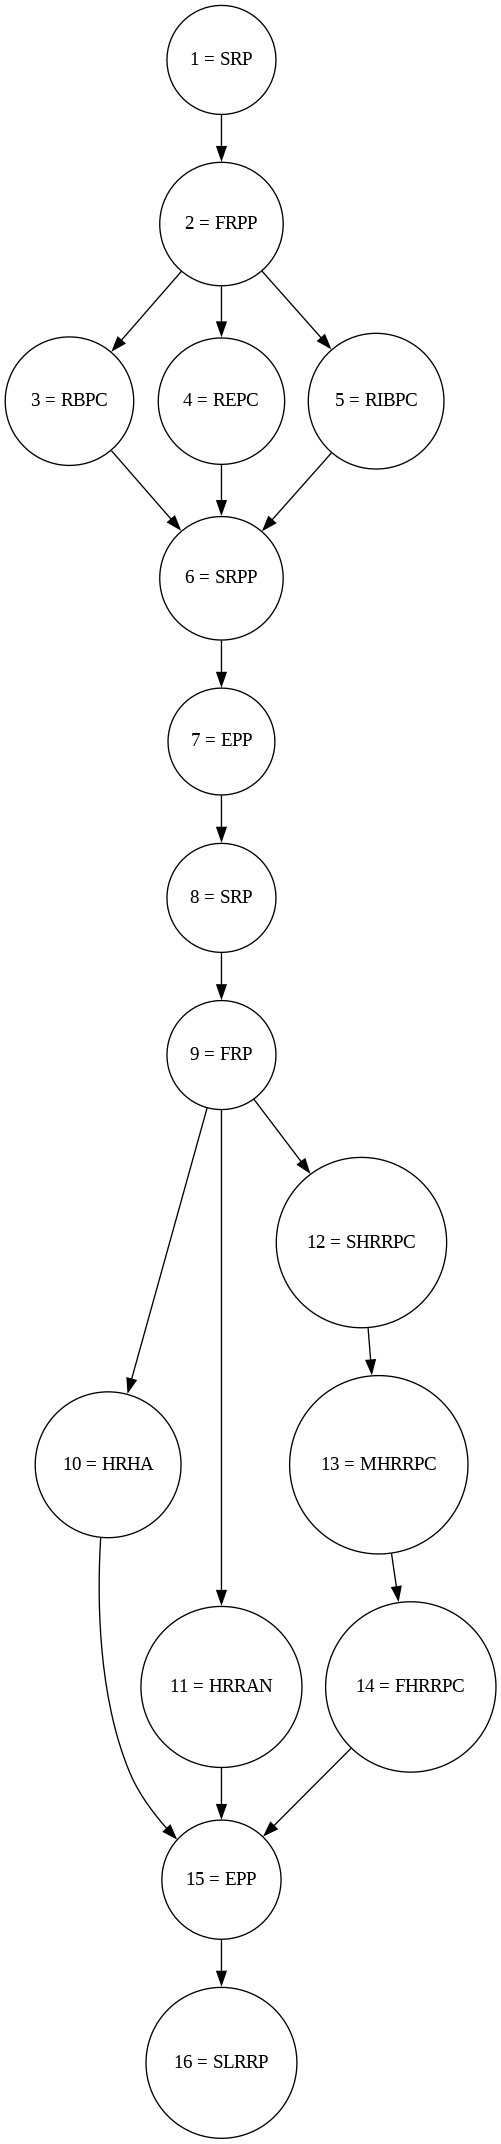 1 = SRP
2 = FRPP
3 = RBPC
4 = REPC
5 = RIBPC
6 = SRPP
7 = EPP
8 = SRP
9 = FRP
12 = SHRRPC
10 = HRHA
13 = MHRRPC
11 = HRRAN
14 = FHRRPC
15 = EPP
16 = SLRRP